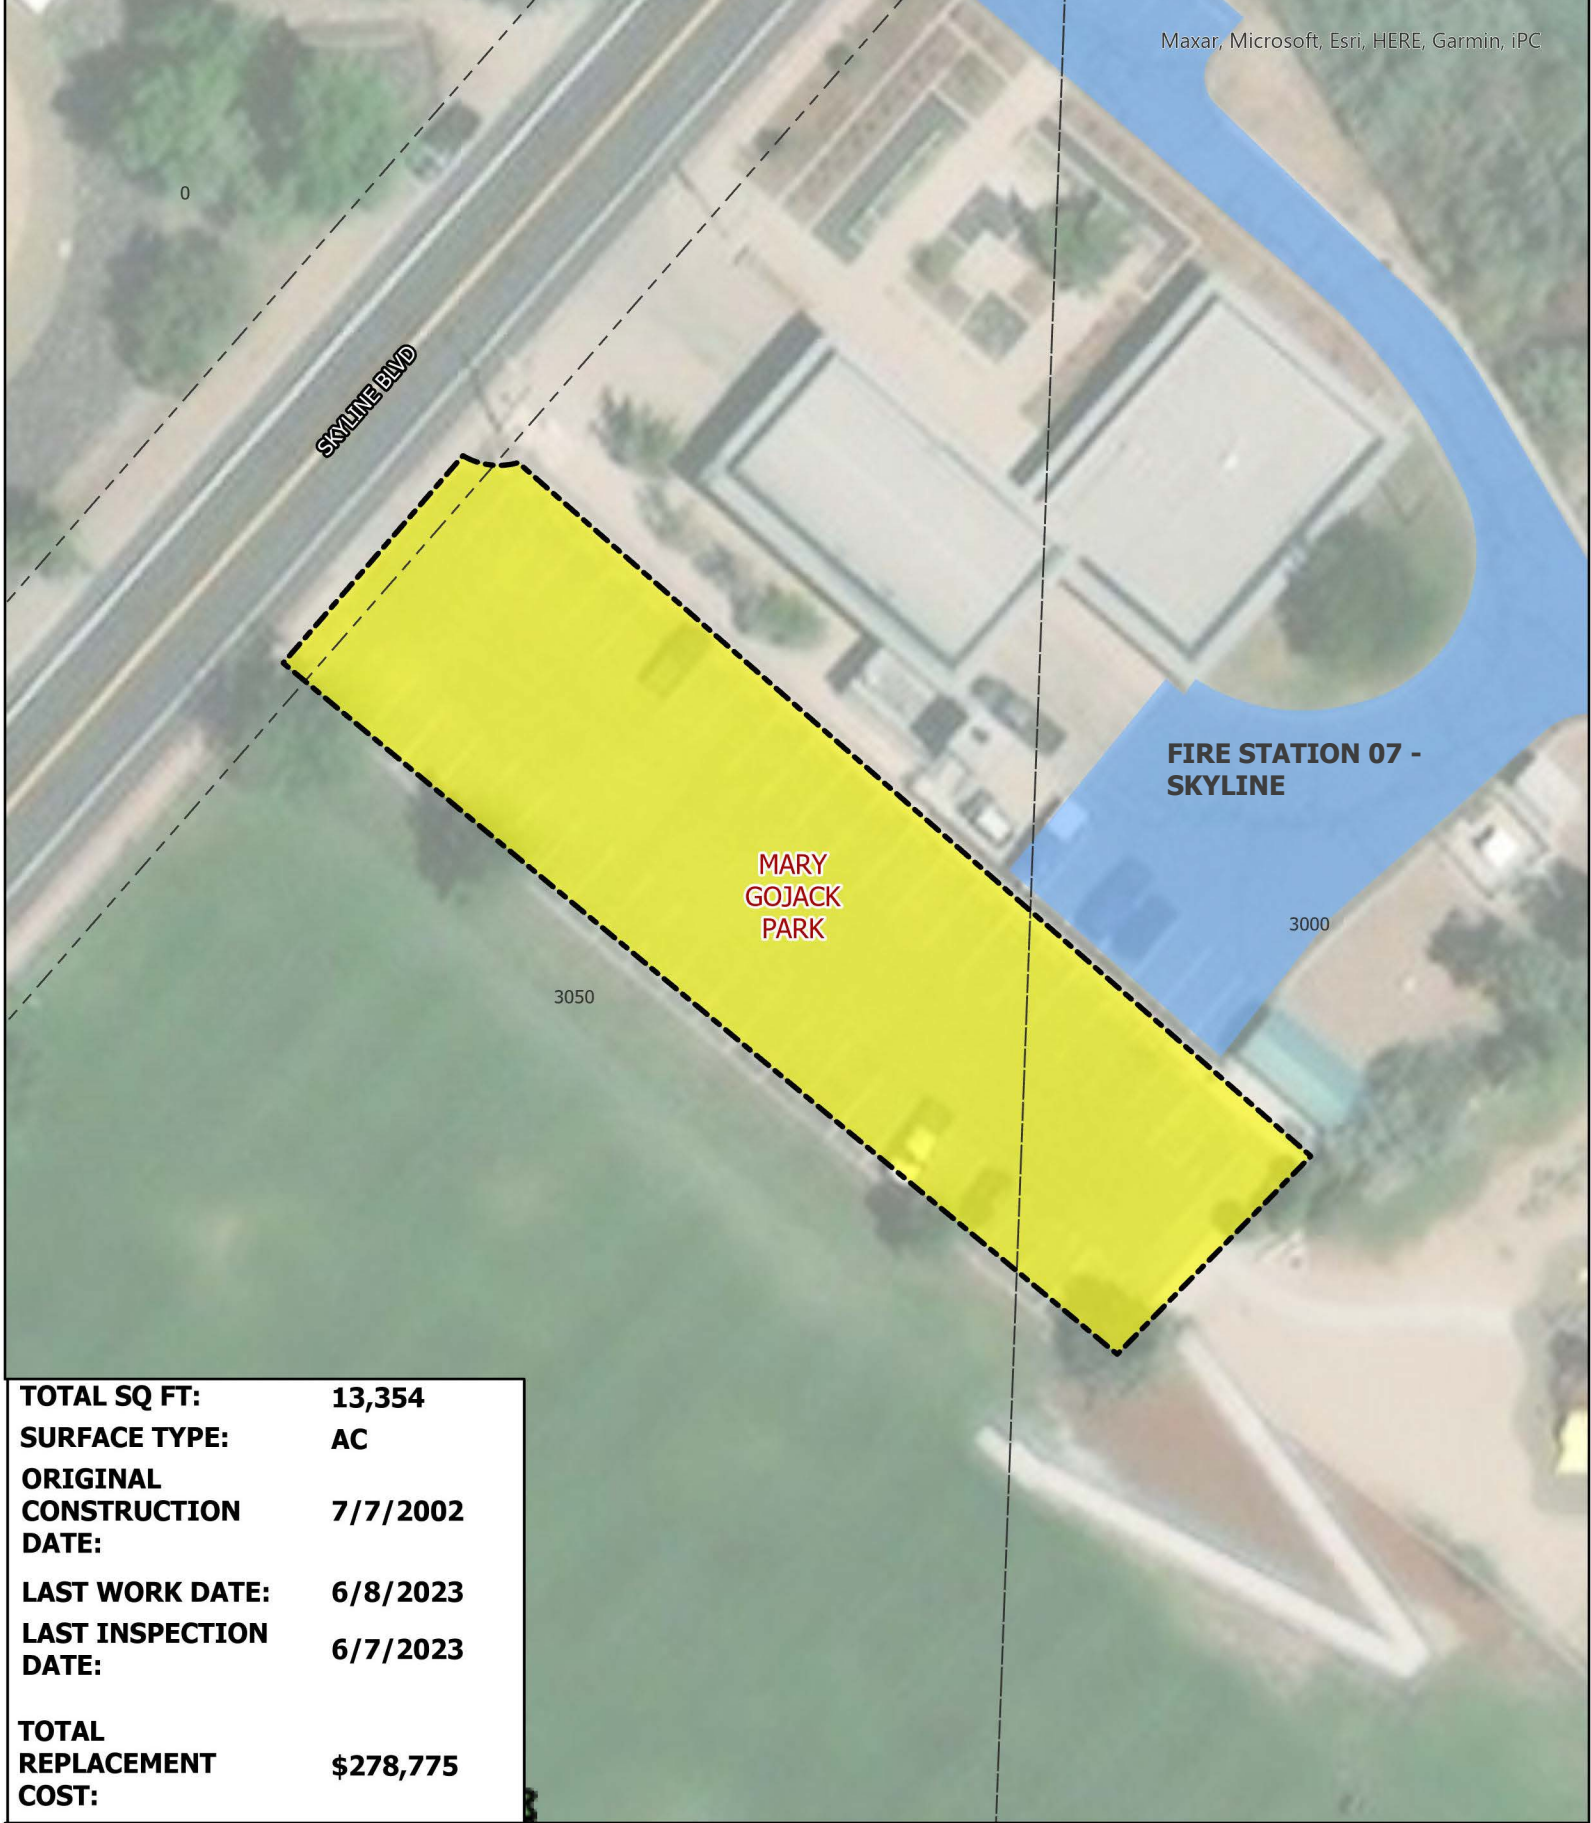 Maxar, Microsoft, Esri, HERE, Garmin, iPC
0
SKYLINE BLVD
FIRE STATION 07 -
SKYLINE
MARY
GOJACK
PARK
3000
3050
TOTAL SQ FT: 13,354
SURFACE TYPE: AC
ORIGINAL
CONSTRUCTION 7/7/2002
DATE:
LAST WORK DATE: 6/8/2023
LAST INSPECTION
DATE: 6/7/2023
TOTAL
REPLACEMENT $278,775
COST: